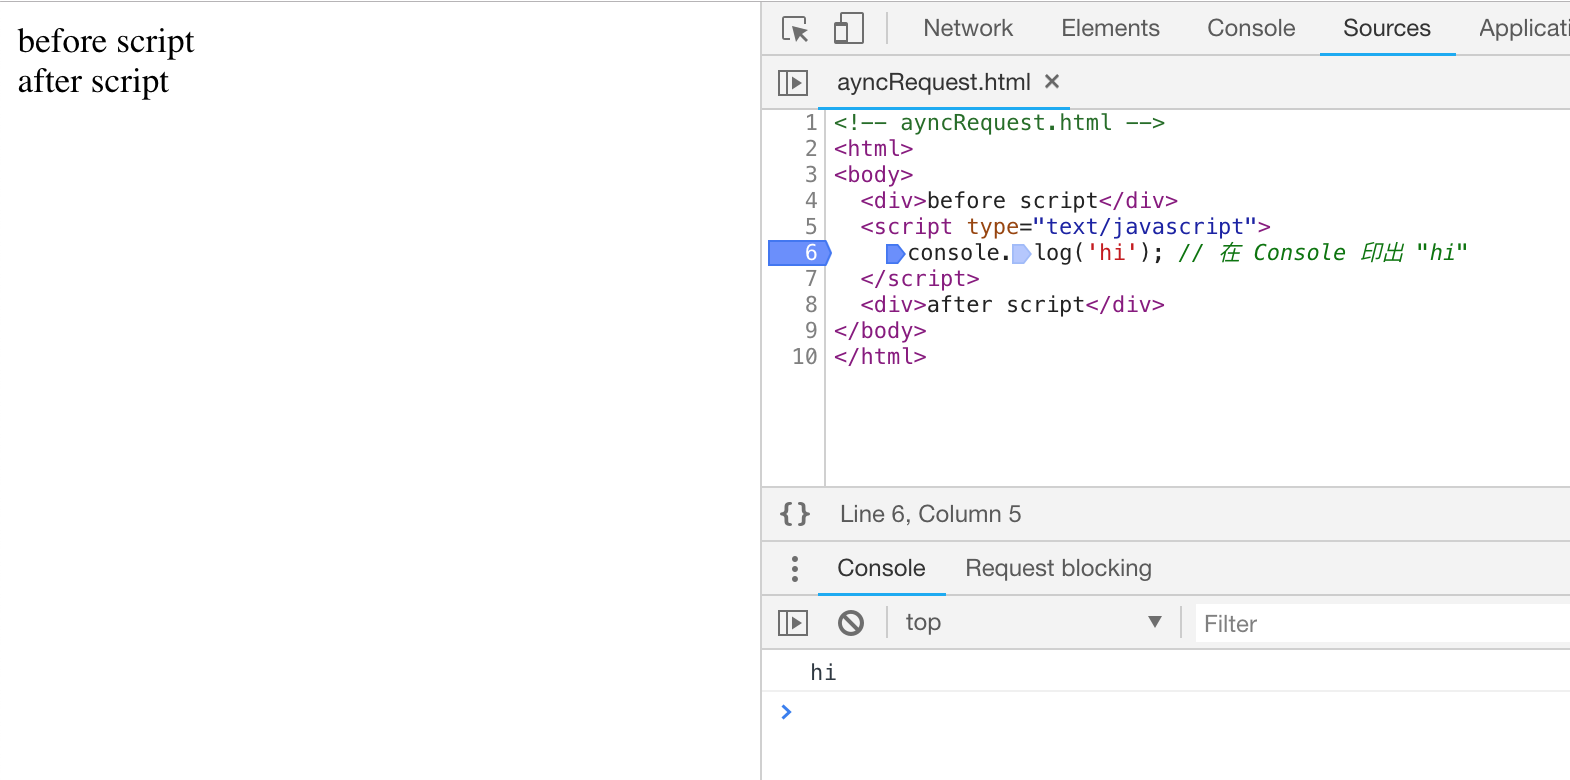 before script
after script
Network Elements Console Sources Applicati
ayncRequest.html ×
1 <!-- ayncRequest.html -->
2 <html>
3 <body>
4   <div>before script</div>
5   <script type="text/javascript">
6     console.log('hi'); // 在 Console 印出 "hi"
7   </script>
8   <div>after script</div>
9 </body>
10 </html>
{} Line 6, Column 5
Console Request blocking
top ▼ Filter
hi
>